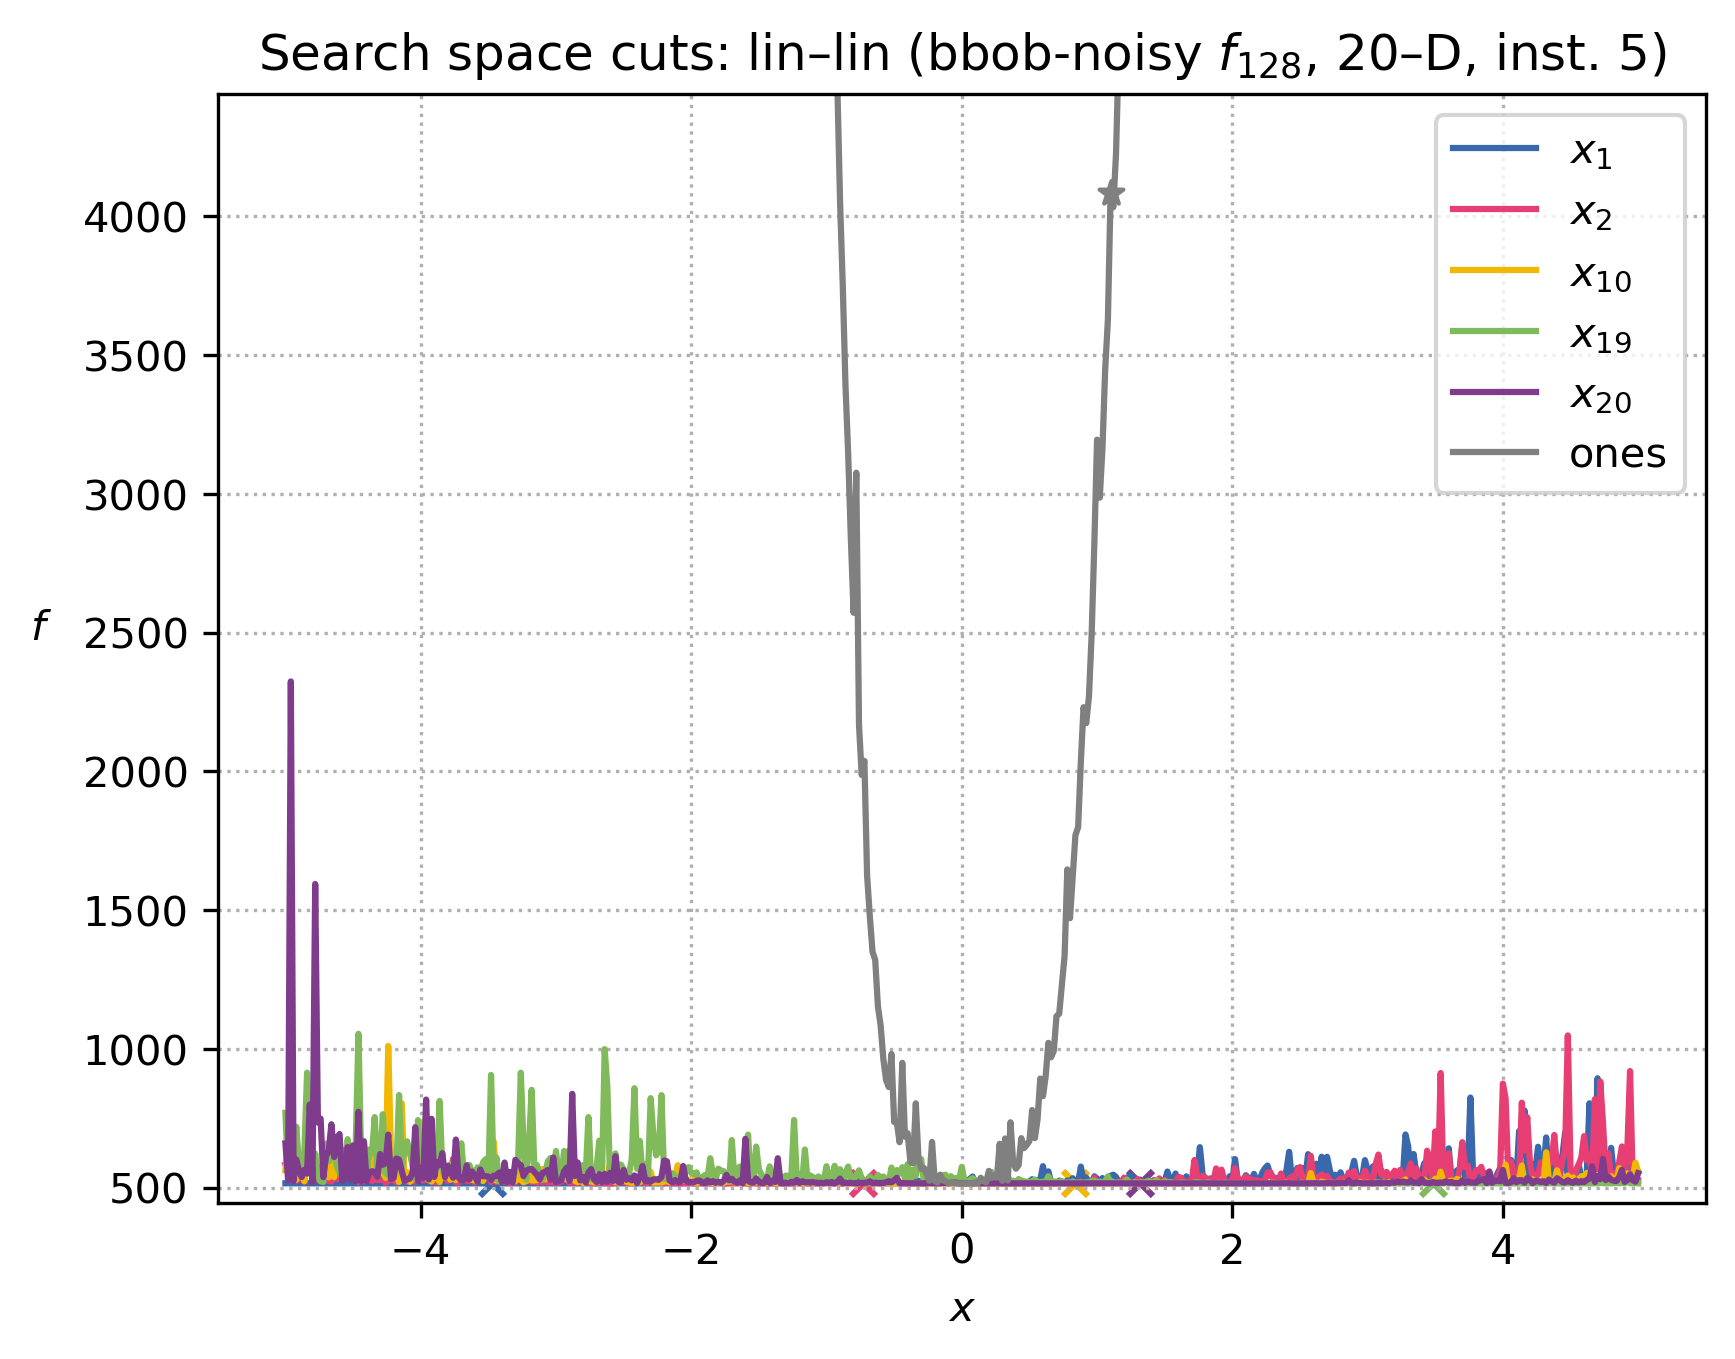 Search space cuts: lin–lin (bbob-noisy f₁₂₈, 20–D, inst. 5)
x₁
x₂
x₁₀
x₁₉
x₂₀
ones
4000
3500
3000
2500
2000
1500
1000
500
f
−4
−2
0
2
4
x